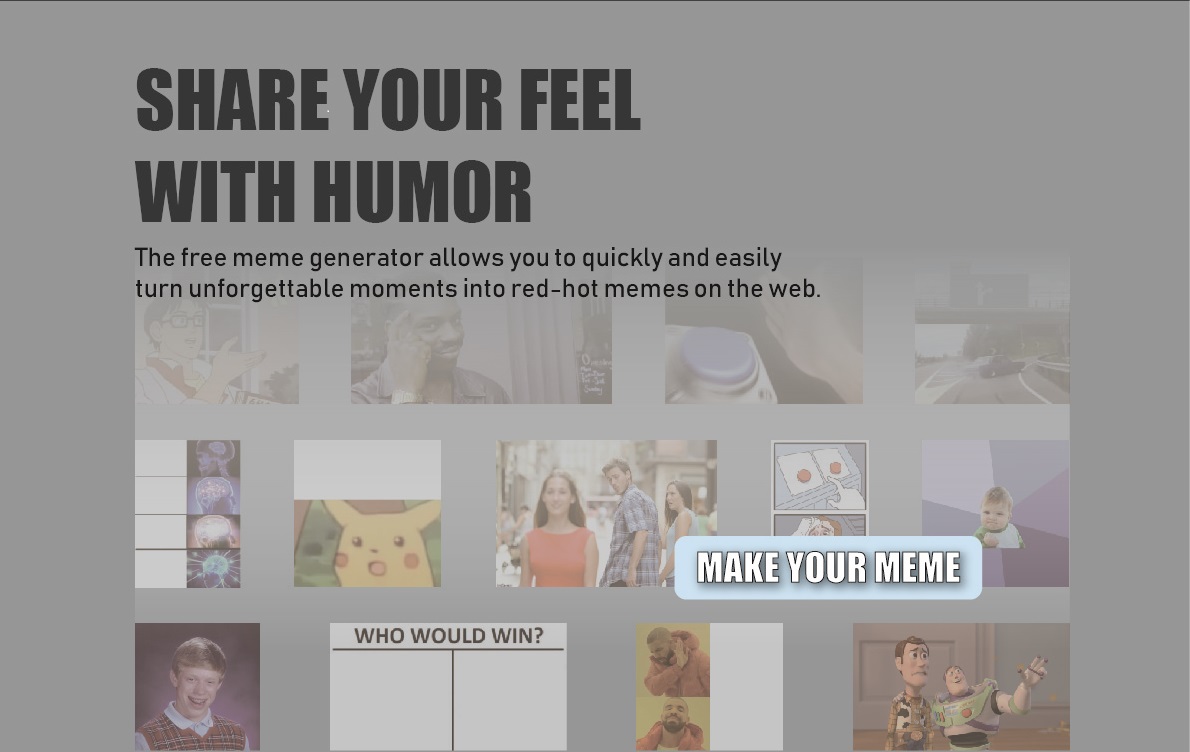 SHARE YOUR FEEL
WITH HUMOR
The free meme generator allows you to quickly and easily
turn unforgettable moments into red-hot memes on the web.
MAKE YOUR MEME
WHO WOULD WIN?